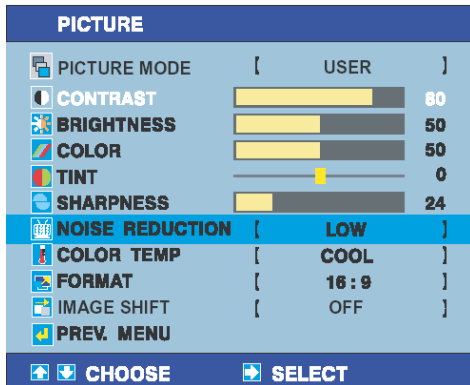 PICTURE
PICTURE MODE [ USER ]
CONTRAST 80
BRIGHTNESS 50
COLOR 50
TINT 0
SHARPNESS 24
NOISE REDUCTION [ LOW ]
COLOR TEMP [ COOL ]
FORMAT [ 16:9 ]
IMAGE SHIFT [ OFF ]
PREV. MENU
CHOOSE SELECT